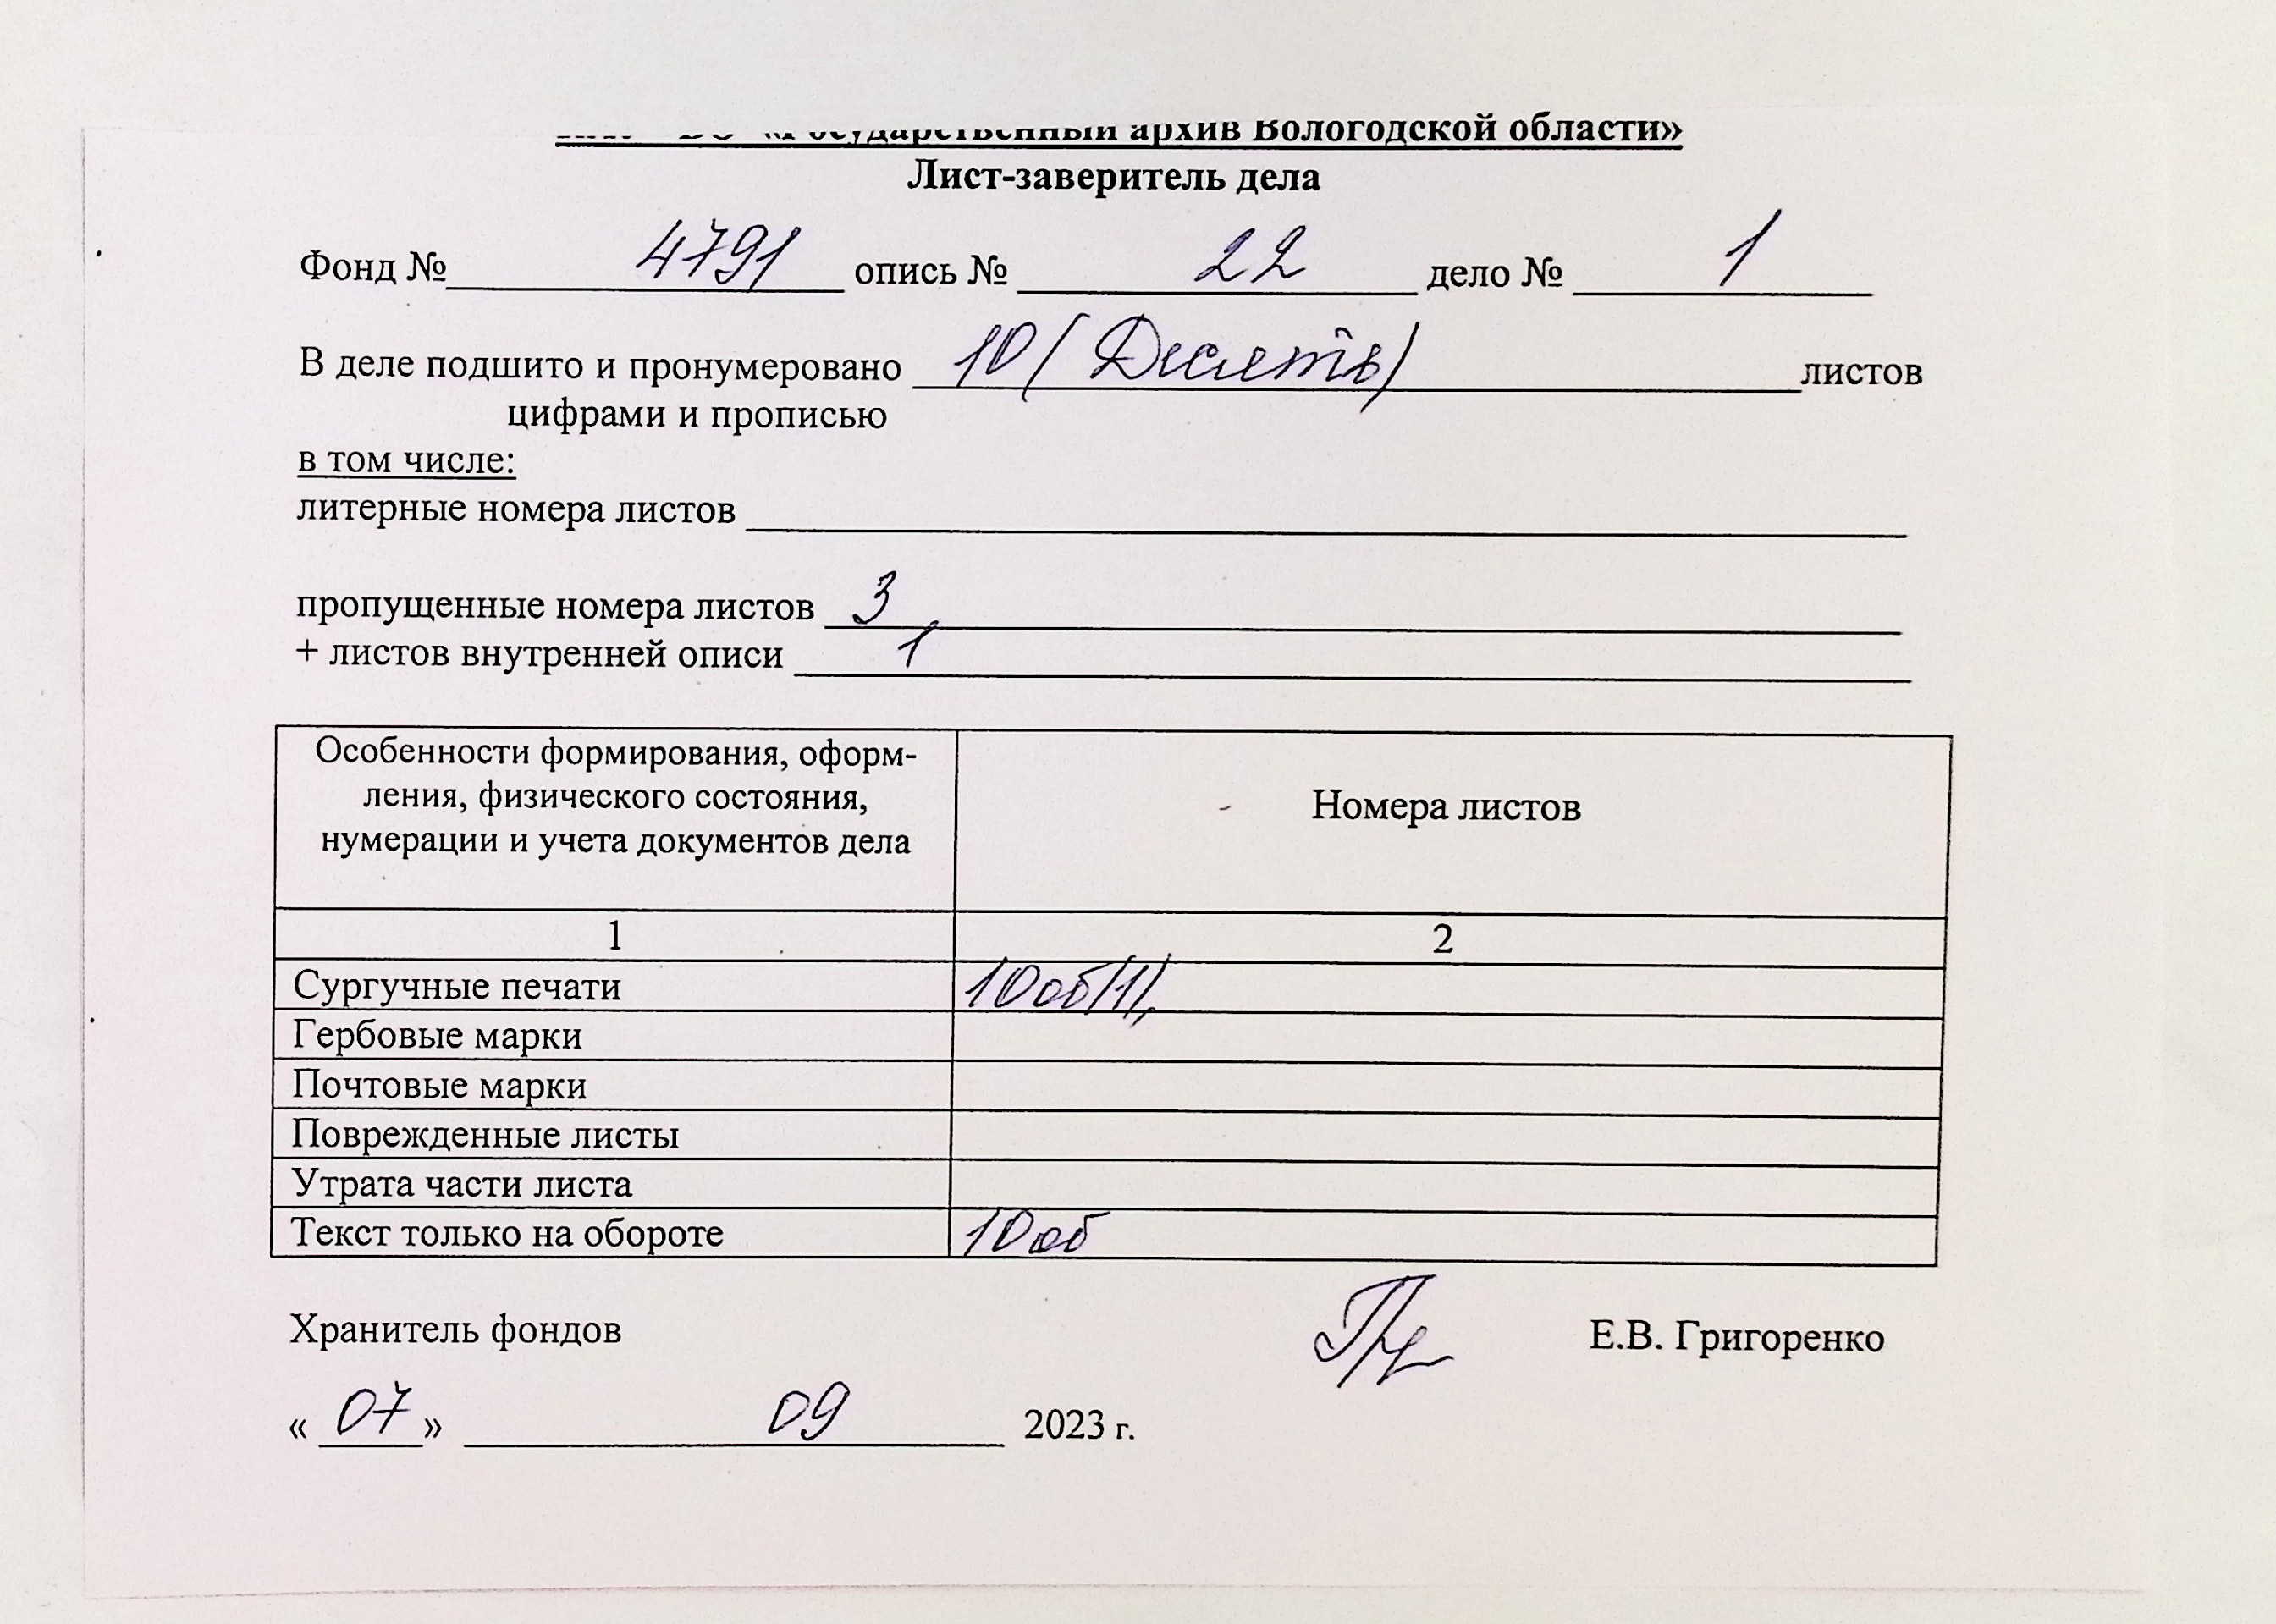 «Государственный архив Вологодской области»
Лист-заверитель дела
Фонд № 4791 опись № 22 дело № 1
В деле подшито и пронумеровано 10 (Десять) листов
цифрами и прописью
в том числе:
литерные номера листов
пропущенные номера листов 3
+ листов внутренней описи 1
Особенности формирования, оформ-
ления, физического состояния,
нумерации и учета документов дела
Номера листов
1 2
Сургучные печати 10об/1/,
Гербовые марки
Почтовые марки
Поврежденные листы
Утрата части листа
Текст только на обороте 10об
Хранитель фондов Е.В. Григоренко
« 07 » 09 2023 г.